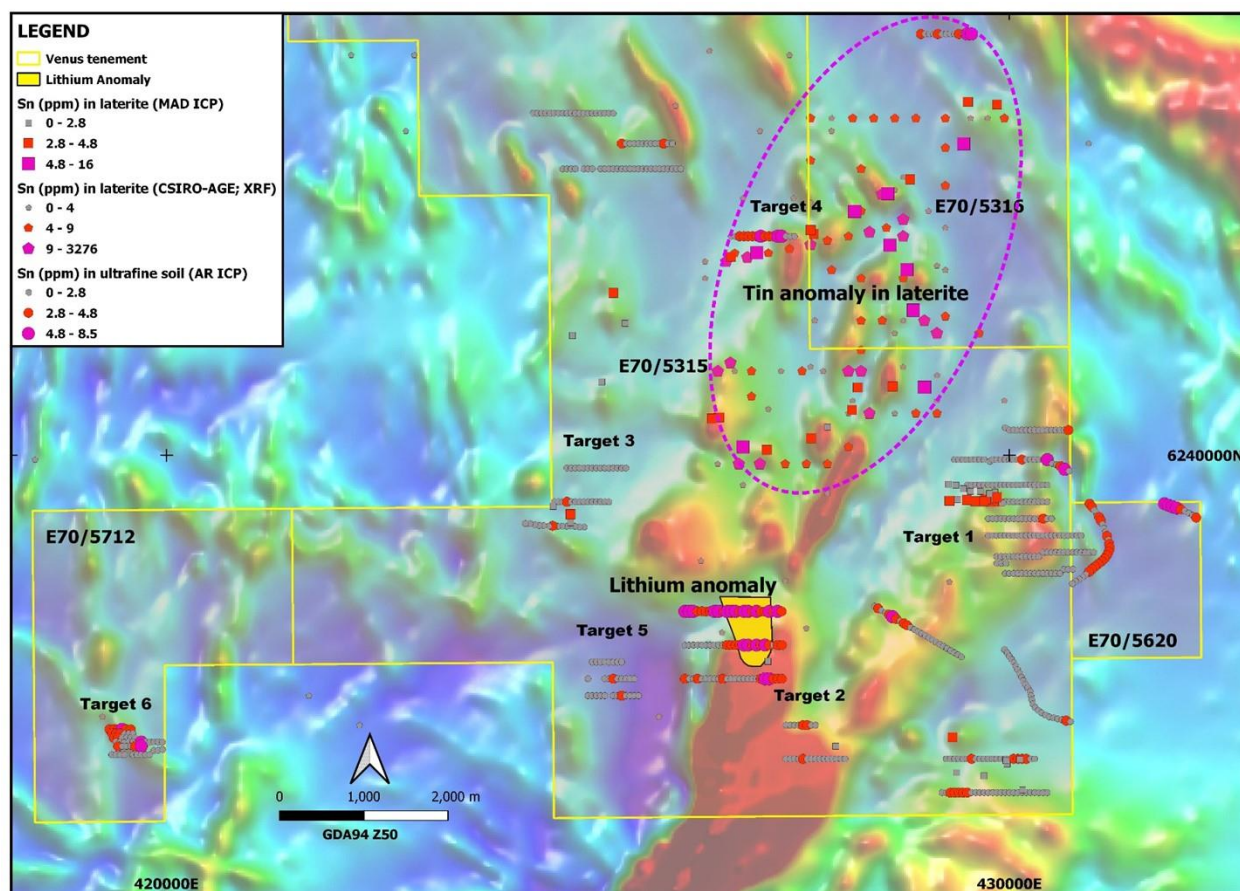 LEGEND
Venus tenement
Lithium Anomaly
Sn (ppm) in laterite (MAD ICP)
0 - 2.8
2.8 - 4.8
4.8 - 16
Sn (ppm) in laterite (CSIRO-AGE; XRF)
0 - 4
4 - 9
9 - 3276
Sn (ppm) in ultrafine soil (AR ICP)
0 - 2.8
2.8 - 4.8
4.8 - 8.5
Target 4
E70/5316
Tin anomaly in laterite
E70/5315
Target 3
6240000N
E70/5712
Target 1
Lithium anomaly
Target 5
E70/5620
Target 6
Target 2
0 1,000 2,000 m
GDA94 Z50
420000E
430000E